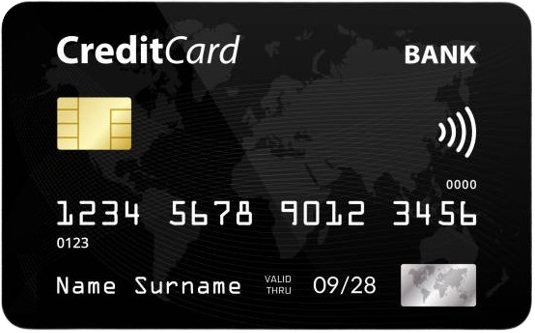 CreditCard BANK
0000
1234 5678 9012 3456
0123
Name Surname VALID THRU 09/28